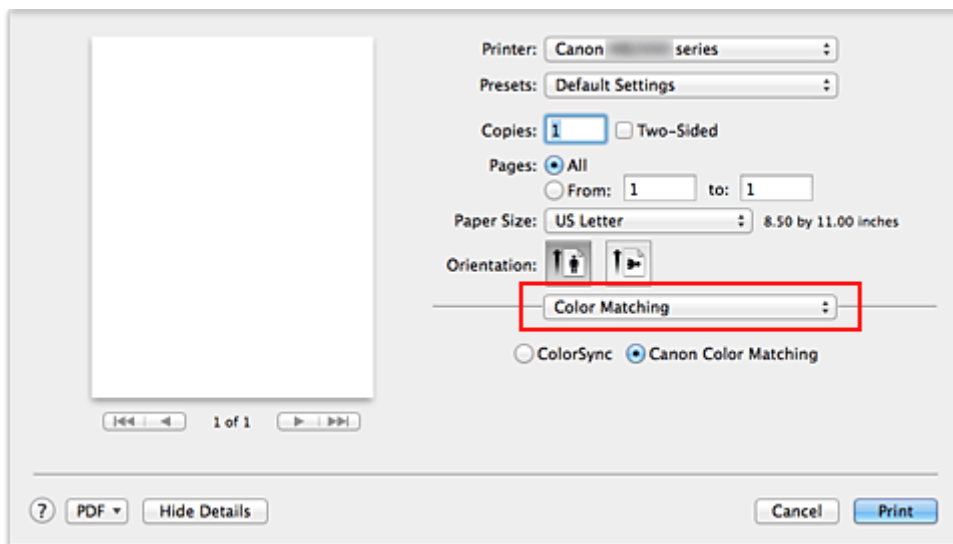 Printer: Canon series
Presets: Default Settings
Copies: 1 Two-Sided
Pages: All
From: 1 to: 1
Paper Size: US Letter 8.50 by 11.00 inches
Orientation:
Color Matching
ColorSync Canon Color Matching
1 of 1
? PDF Hide Details Cancel Print